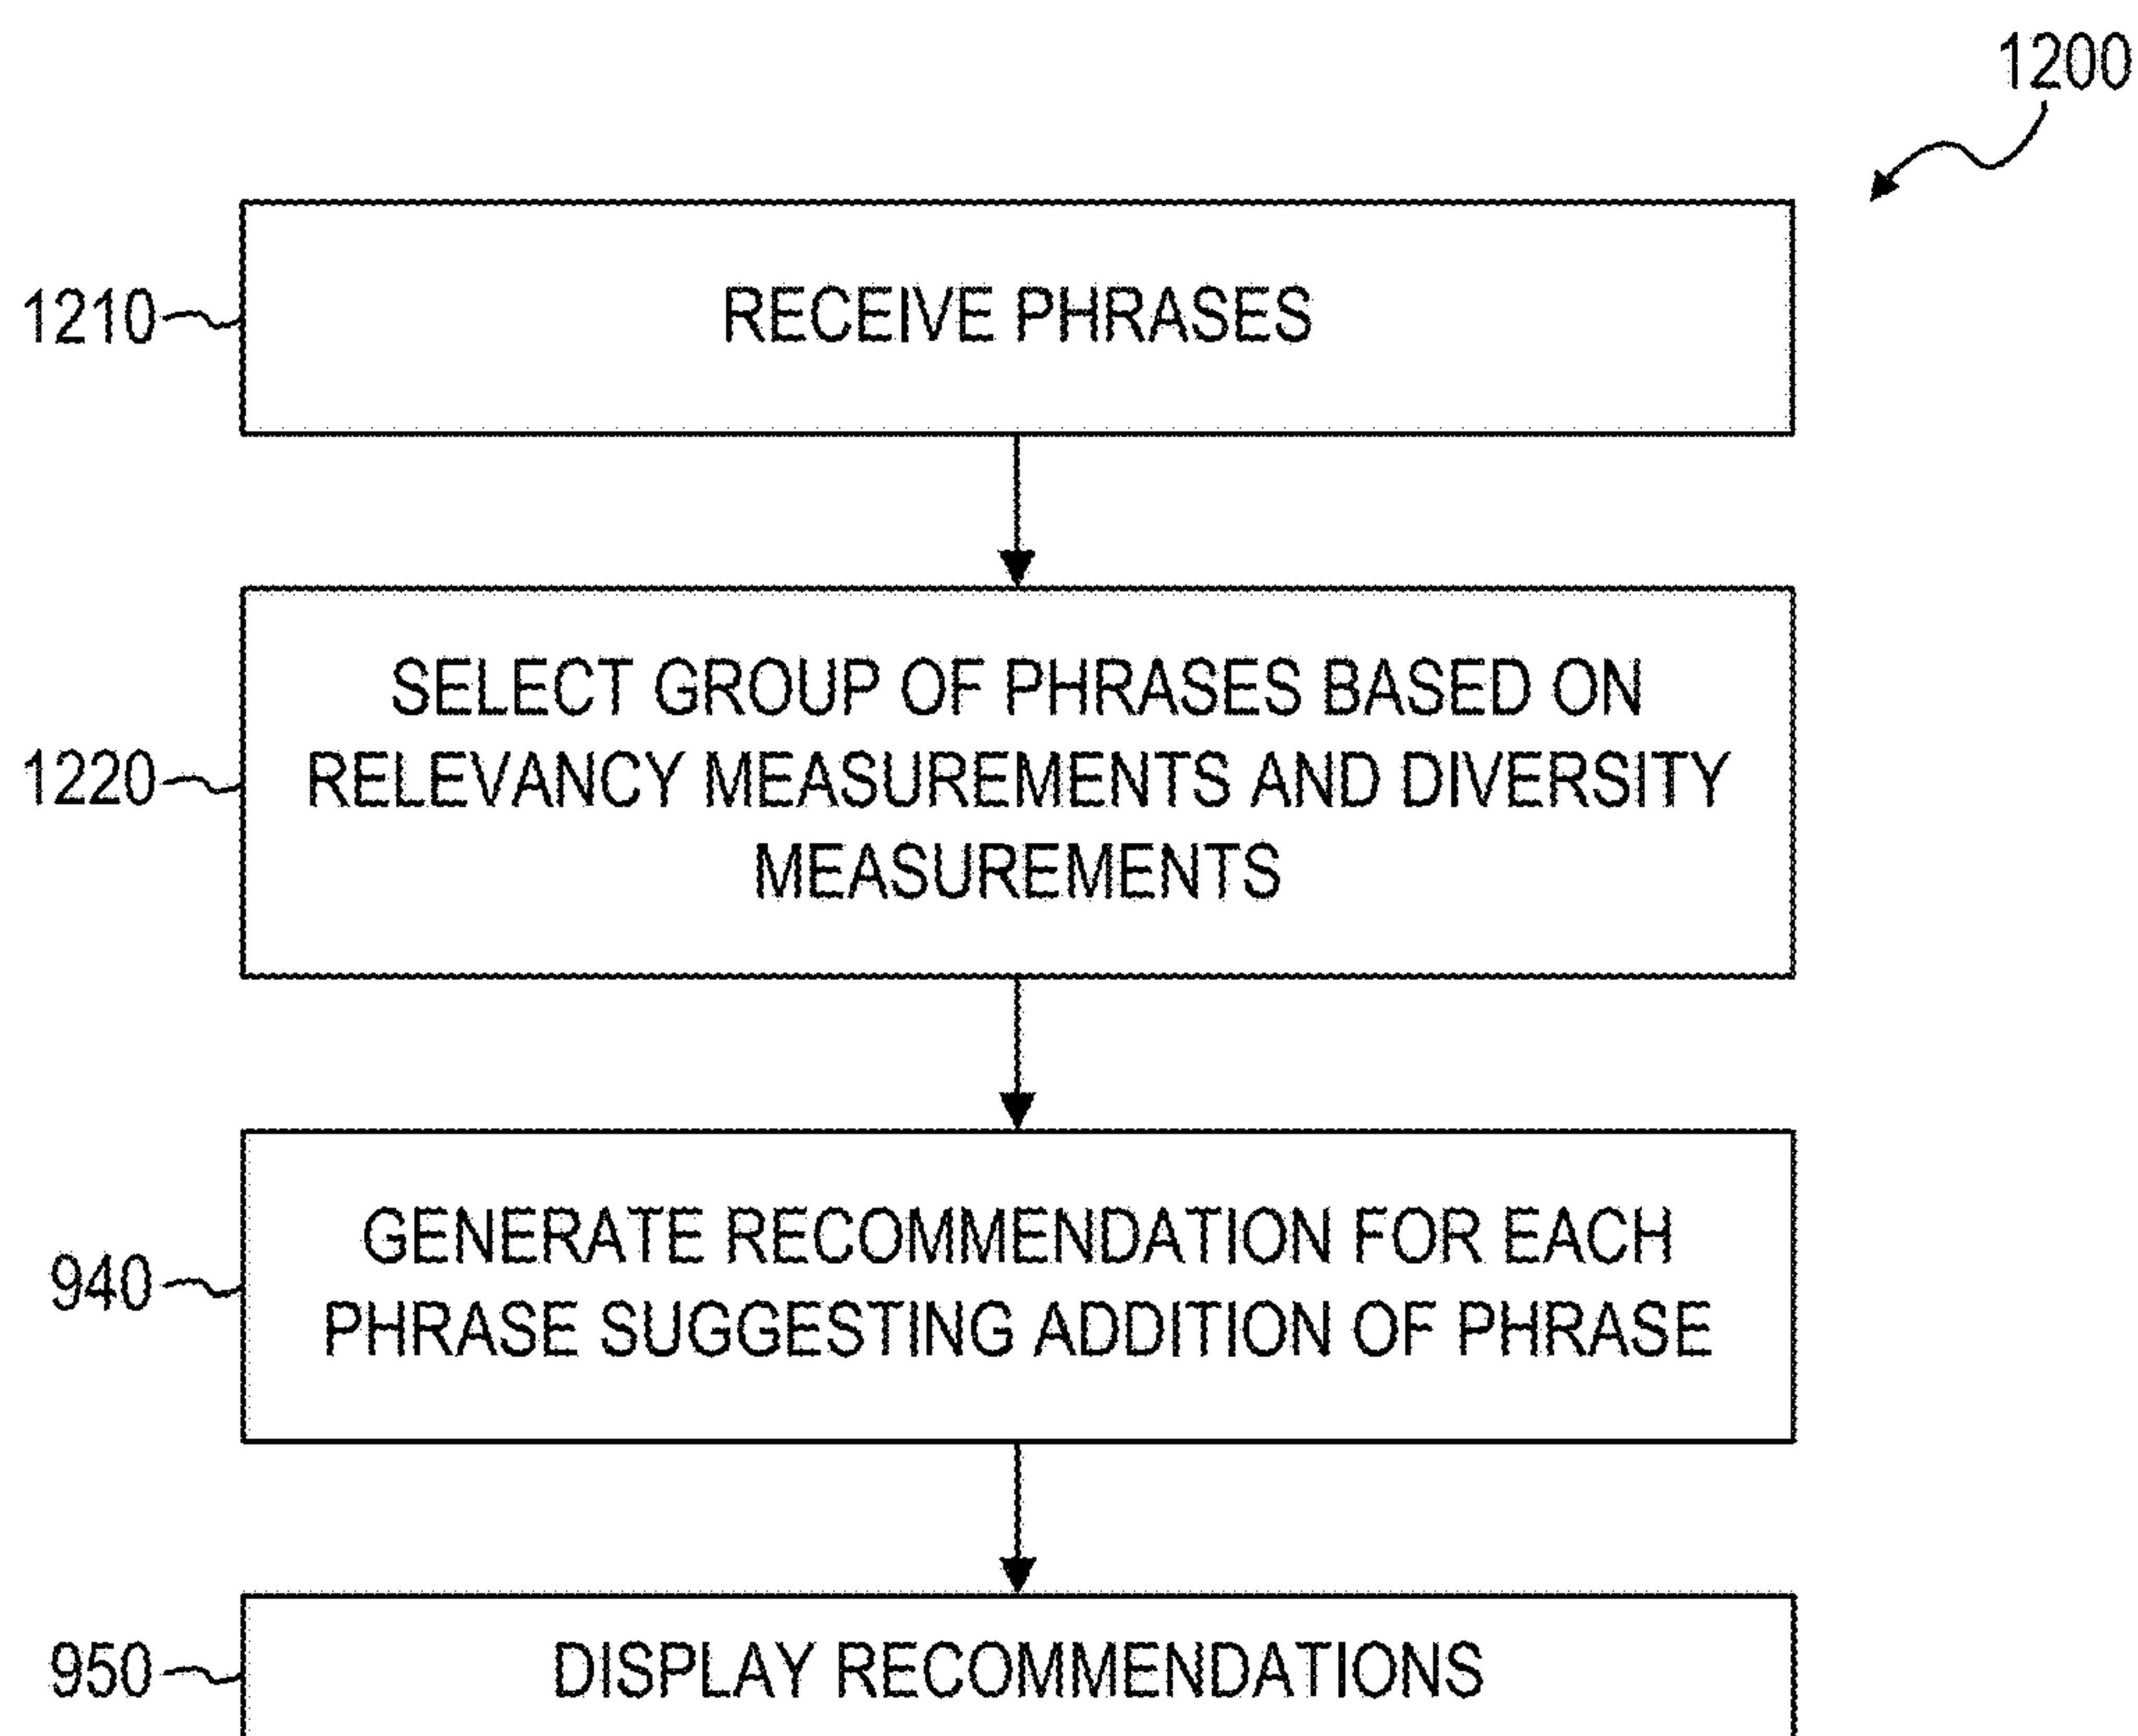 1200
1210
RECEIVE PHRASES
1220
SELECT GROUP OF PHRASES BASED ON
RELEVANCY MEASUREMENTS AND DIVERSITY
MEASUREMENTS
940
GENERATE RECOMMENDATION FOR EACH
PHRASE SUGGESTING ADDITION OF PHRASE
950
DISPLAY RECOMMENDATIONS